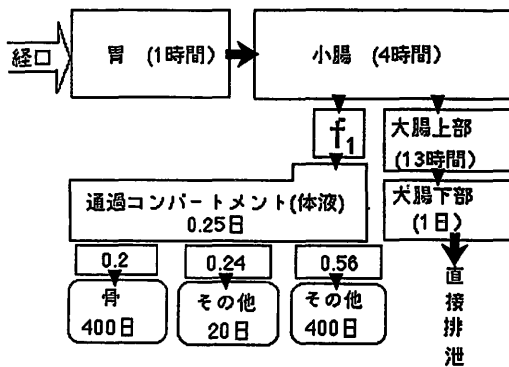 経口
胃 (1時間)
小腸 (4時間)
f1
大腸上部
(13時間)
通過コンパートメント(体液)
0.25日
大腸下部
(1日)
0.2
0.24
0.56
骨
400日
その他
20日
その他
400日
直接排泄